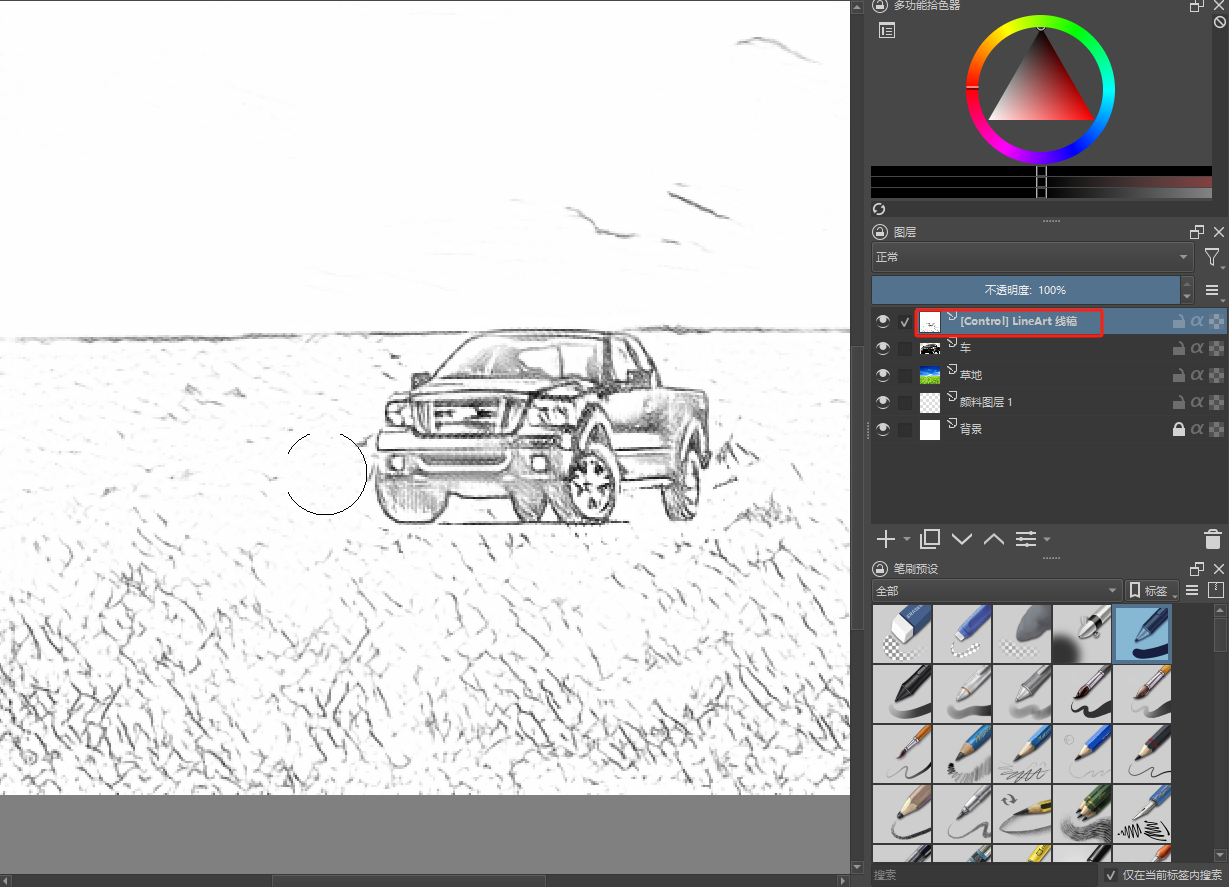 多功能拾色器
图层
正常
不透明度: 100%
[Control] LineArt 线稿
车
草地
颜料图层 1
背景
笔刷预设
全部
标签
搜索
仅在当前标签内搜索